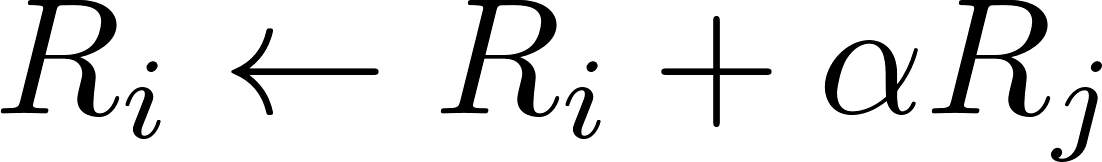 R_i ⟵ R_i + αR_j